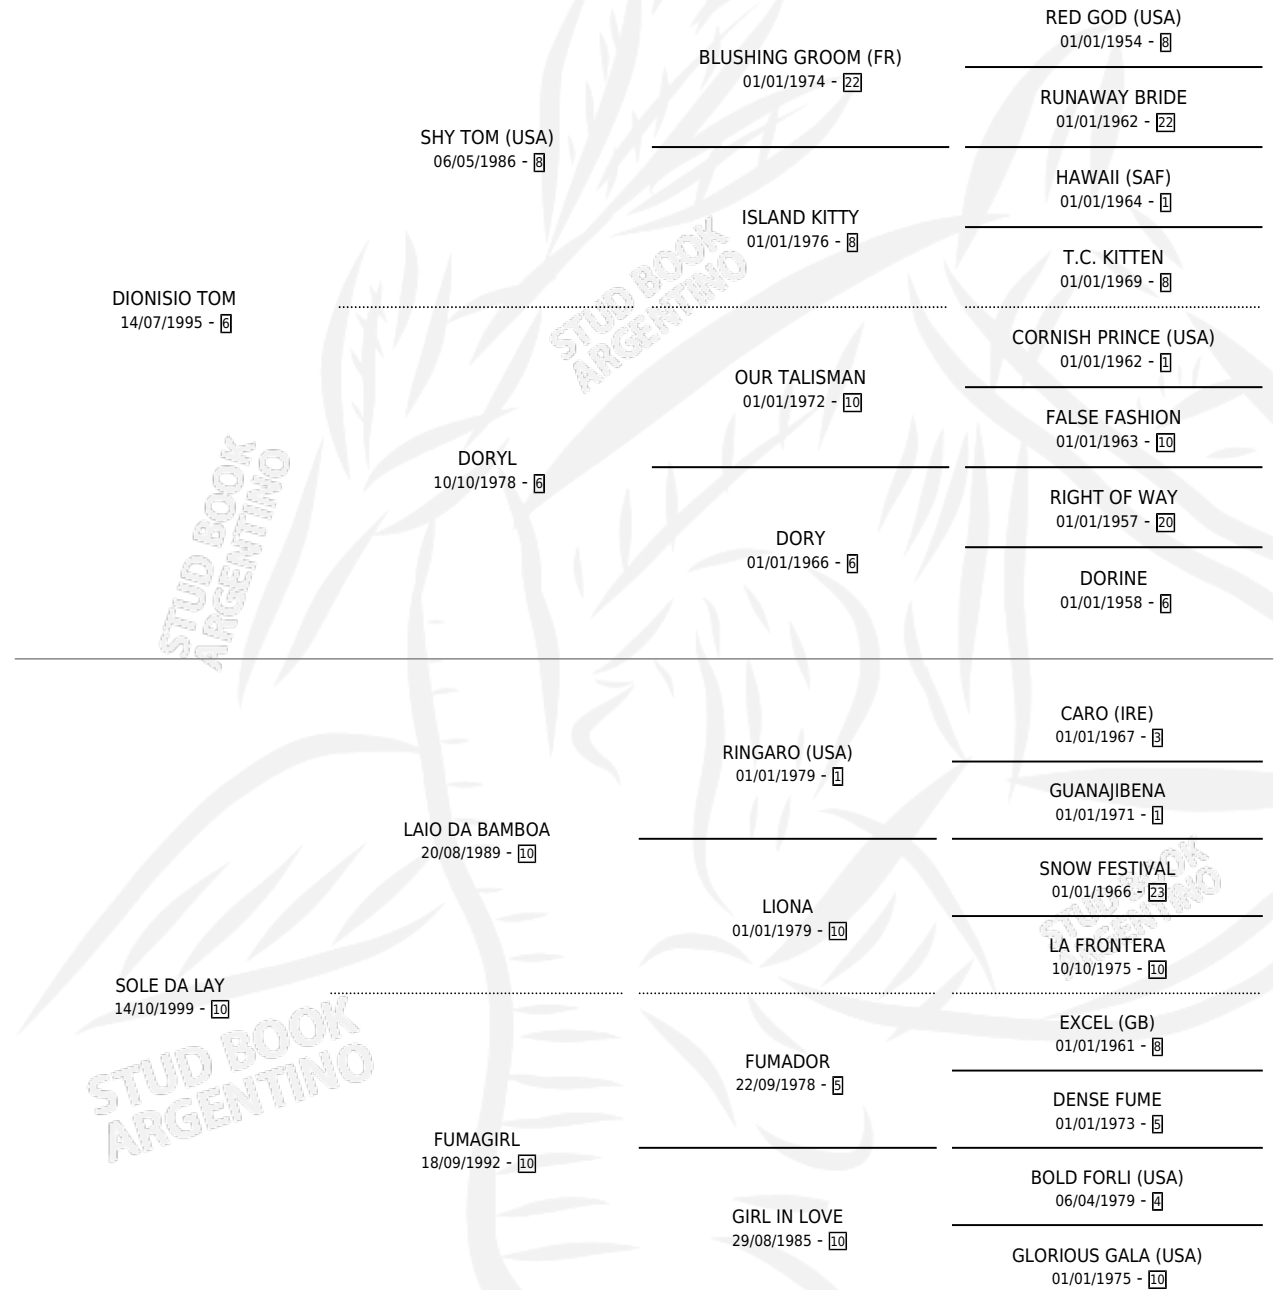 RED GOD (USA)
01/01/1954 - 8
BLUSHING GROOM (FR)
01/01/1974 - 22
RUNAWAY BRIDE
01/01/1962 - 22
SHY TOM (USA)
06/05/1986 - 8
HAWAII (SAF)
01/01/1964 - 1
ISLAND KITTY
01/01/1976 - 8
T.C. KITTEN
01/01/1969 - 8
STUD BOOK
ARGENTINO
DIONISIO TOM
14/07/1995 - 6
CORNISH PRINCE (USA)
01/01/1962 - 1
OUR TALISMAN
01/01/1972 - 10
FALSE FASHION
01/01/1963 - 10
DORYL
10/10/1978 - 6
RIGHT OF WAY
01/01/1957 - 20
DORY
01/01/1966 - 6
DORINE
01/01/1958 - 6
STUD BOOK
ARGENTINO
CARO (IRE)
01/01/1967 - 3
RINGARO (USA)
01/01/1979 - 1
GUANAJIBENA
01/01/1971 - 1
LAIO DA BAMBOA
20/08/1989 - 10
SNOW FESTIVAL
01/01/1966 - 23
LIONA
01/01/1979 - 10
LA FRONTERA
10/10/1975 - 10
STUD BOOK
ARGENTINO
SOLE DA LAY
14/10/1999 - 10
EXCEL (GB)
01/01/1961 - 8
FUMADOR
22/09/1978 - 5
DENSE FUME
01/01/1973 - 5
STUD BOOK
ARGENTINO
FUMAGIRL
18/09/1992 - 10
BOLD FORLI (USA)
06/04/1979 - 4
GIRL IN LOVE
29/08/1985 - 10
GLORIOUS GALA (USA)
01/01/1975 - 10